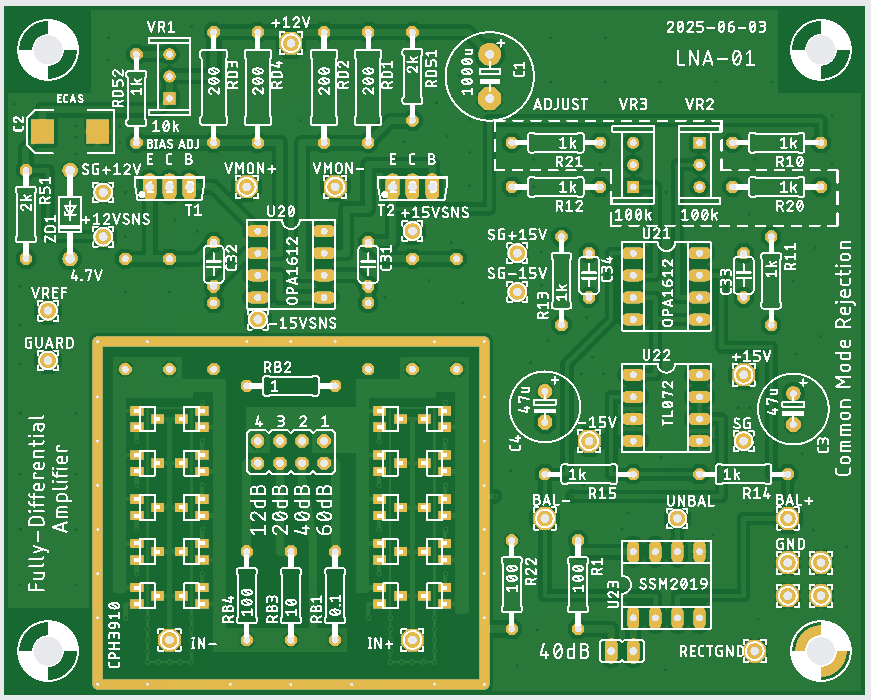 VR1
+12V
2025-06-03
LNA-01
RD52
1k
200
RD3
200
RD4
200
RD2
200
RD1
2k
RD51
1000u
+
C1
ECAS
C2
10k
BIAS ADJ
ADJUST
VR3
VR2
1k
R21
1k
R10
1k
R12
1k
R20
100k
100k
E C B
T1
SG+12V
+12VSNS
VMON+
VMON-
E C B
T2
+15VSNS
2k
R51
ZD1
4.7V
U20
OPA1612
C32
C31
-15VSNS
SG+15V
SG-15V
R13
1k
C34
U21
OPA1612
C33
1k
R11
VREF
GUARD
Common Mode Rejection
U22
TL072
+15V
47u
+
C4
-15V
SG
47u
+
C3
RB2
1
4 3 2 1
12dB
20dB
40dB
60dB
1k
R15
1k
R14
BAL-
UNBAL
BAL+
GND
Fully-Differential
Amplifier
RB4
100
RB3
10
RB1
0.1
CPH3910
IN-
IN+
100
R22
100
R1
U23
SSM2019
40dB
RECTGND